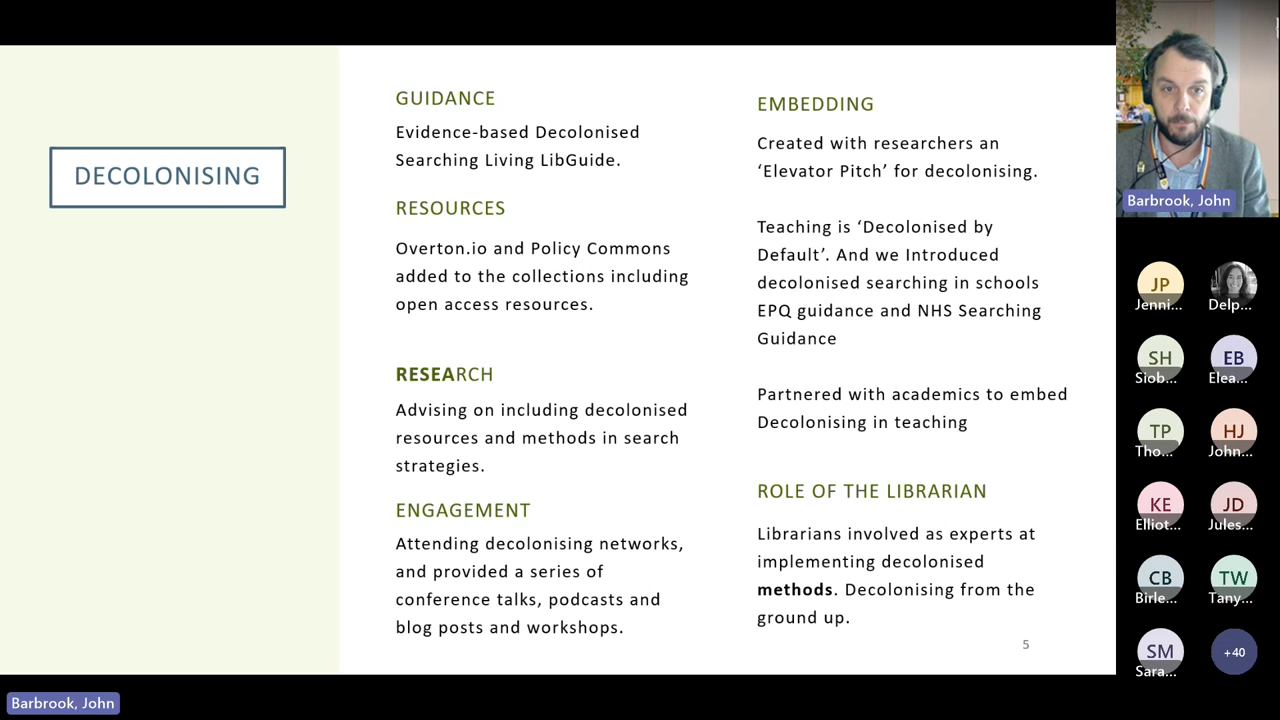 DECOLONISING
GUIDANCE
Evidence-based Decolonised
Searching Living LibGuide.
RESOURCES
Overton.io and Policy Commons
added to the collections including
open access resources.
RESEARCH
Advising on including decolonised
resources and methods in search
strategies.
ENGAGEMENT
Attending decolonising networks,
and provided a series of
conference talks, podcasts and
blog posts and workshops.
EMBEDDING
Created with researchers an
‘Elevator Pitch’ for decolonising.
Teaching is ‘Decolonised by
Default’. And we Introduced
decolonised searching in schools
EPQ guidance and NHS Searching
Guidance
Partnered with academics to embed
Decolonising in teaching
ROLE OF THE LIBRARIAN
Librarians involved as experts at
implementing decolonised
methods. Decolonising from the
ground up.
5
Barbrook, John
JP
Jenni...
Delp...
SH
Siob...
EB
Elea...
TP
Tho...
HJ
John...
KE
Elliot...
JD
Jules...
CB
Birle...
TW
Tany...
SM
Sara...
+40
Barbrook, John